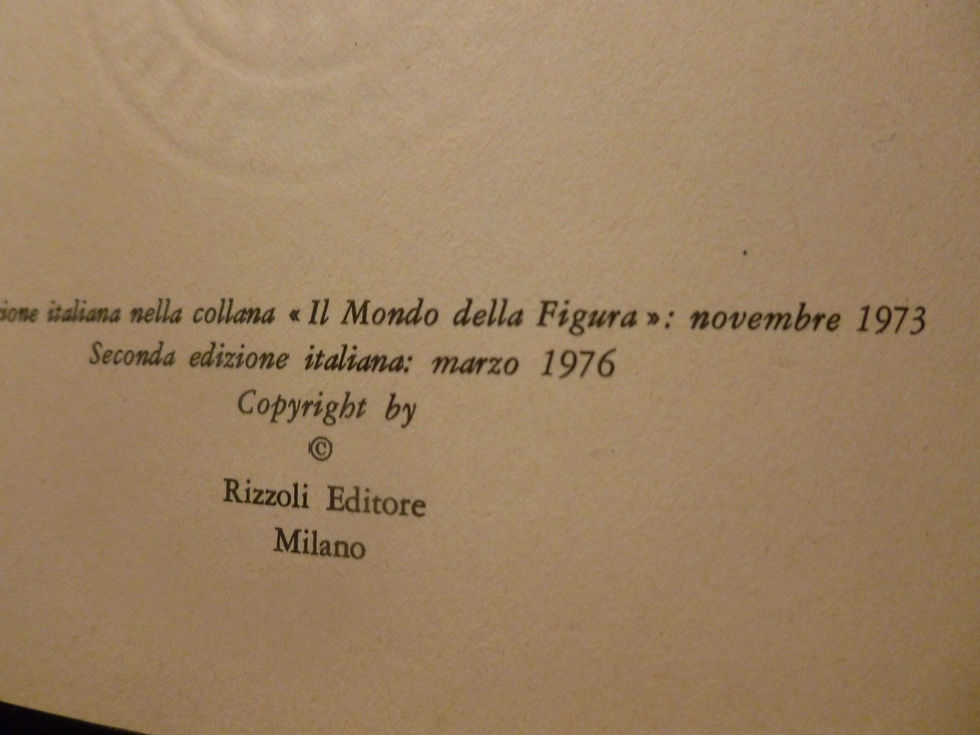 italiana nella collana « Il Mondo della Figura »: novembre 1973
Seconda edizione italiana: marzo 1976
Copyright by
©
Rizzoli Editore
Milano